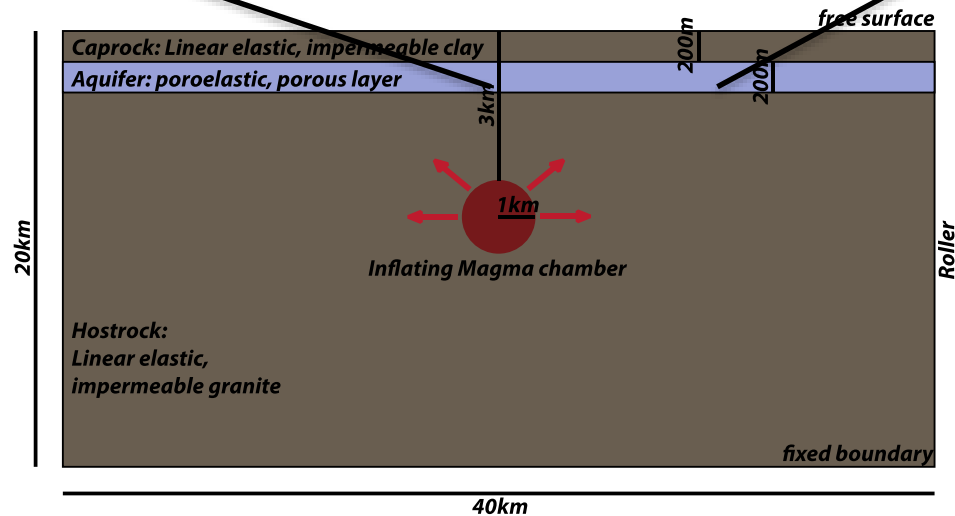 free surface
Caprock: Linear elastic, impermeable clay
200m
Aquifer: poroelastic, porous layer
200m
3km
1km
Inflating Magma chamber
20km
Roller
Hostrock:
Linear elastic,
impermeable granite
fixed boundary
40km